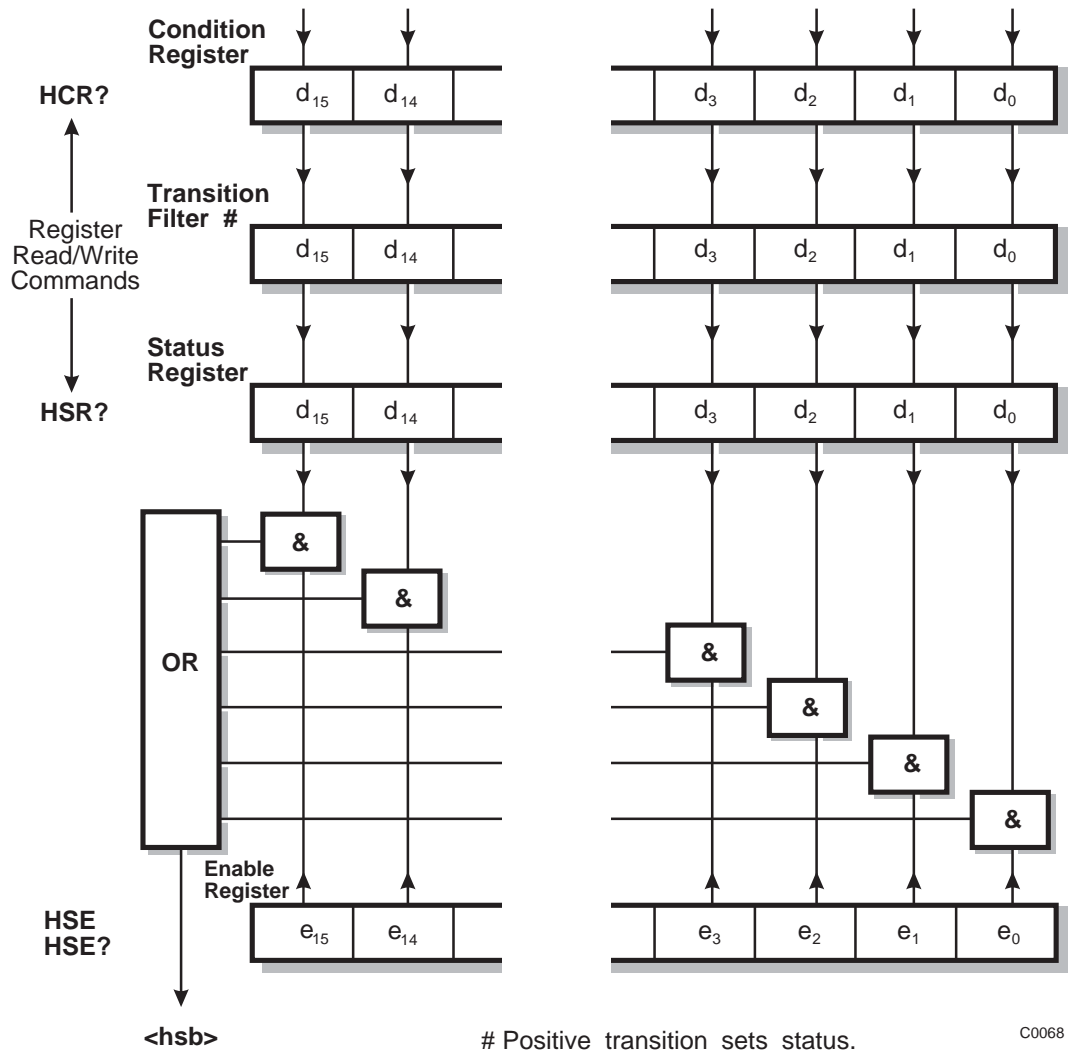 Condition
Register
HCR?
d15 d14 d3 d2 d1 d0
Transition
Filter #
Register
Read/Write
Commands
d15 d14 d3 d2 d1 d0
Status
Register
HSR?
d15 d14 d3 d2 d1 d0
&
&
OR
&
&
&
&
Enable
Register
HSE
HSE?
e15 e14 e3 e2 e1 e0
<hsb>
# Positive transition sets status.
C0068